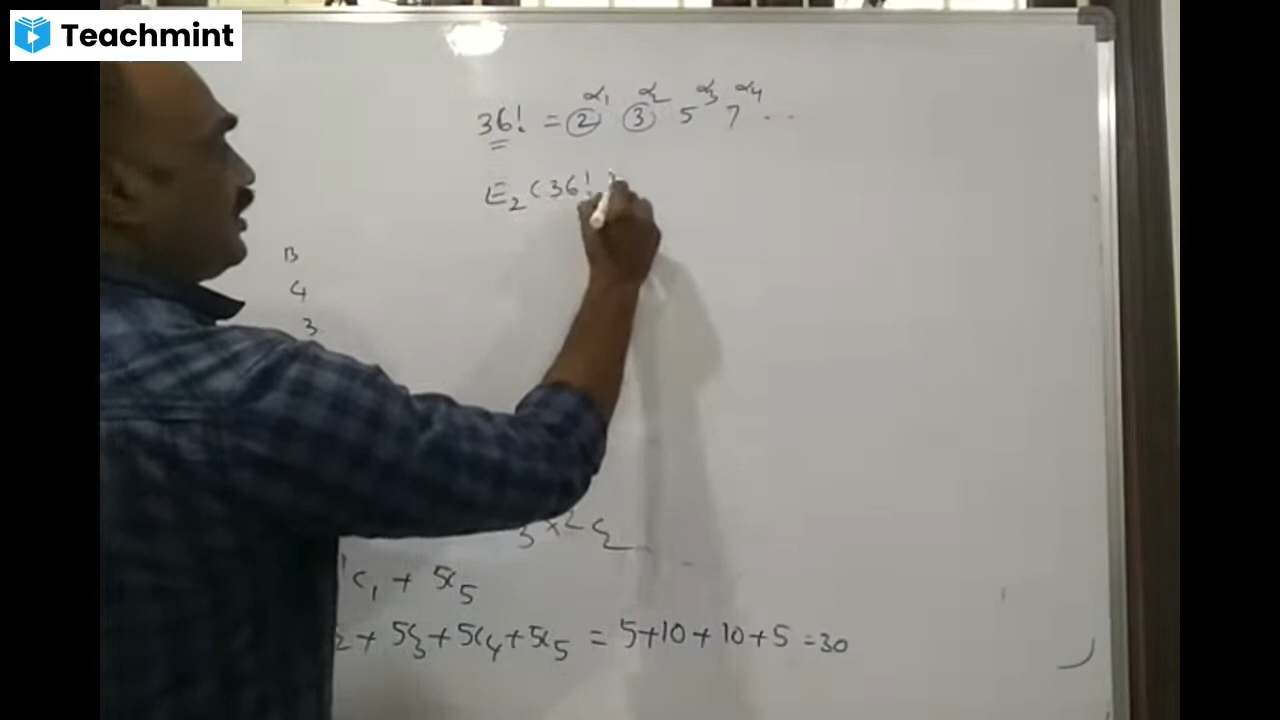 Teachmint
36! = 2^α₁ 3^α₂ 5^α₃ 7^α₄ ...
E₂(36!)
B
4
3
C₁ + 5C₅
₂ + 5C₃ + 5C₄ + 5C₅ = 5+10+10+5 = 30